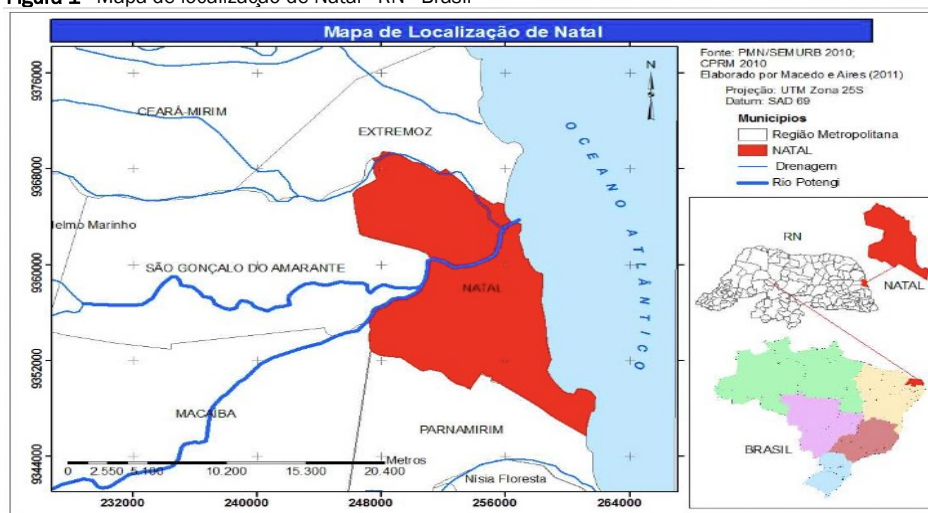 Figura 1 - Mapa de localização de Natal - RN - Brasil
Mapa de Localização de Natal
Fonte: PMN/SEMURB 2010;
CPRM 2010
Elaborado por Macedo e Aires (2011)
Projeção: UTM Zona 25S
Datum: SAD 69
Municípios
Região Metropolitana
NATAL
Drenagem
Rio Potengi
N
CEARÁ-MIRIM
EXTREMOZ
OCEANO ATLÂNTICO
Ielmo Marinho
SÃO GONÇALO DO AMARANTE
NATAL
MACAÍBA
PARNAMIRIM
Nísia Floresta
Metros
0 2.550 5.100 10.200 15.300 20.400
9376000
9368000
9360000
9352000
9344000
232000 240000 248000 256000 264000
RN
NATAL
BRASIL